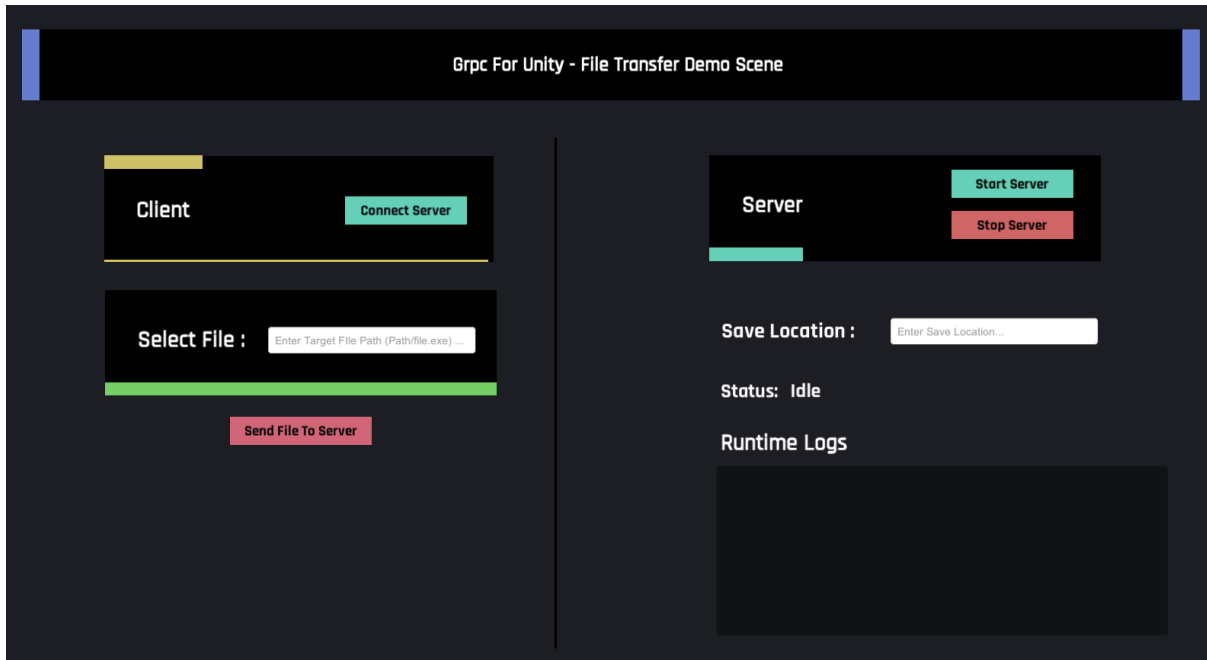 Grpc For Unity - File Transfer Demo Scene
Client
Connect Server
Select File :
Enter Target FIle Path (Path/file.exe) ...
Send File To Server
Server
Start Server
Stop Server
Save Location :
Enter Save Location...
Status: Idle
Runtime Logs